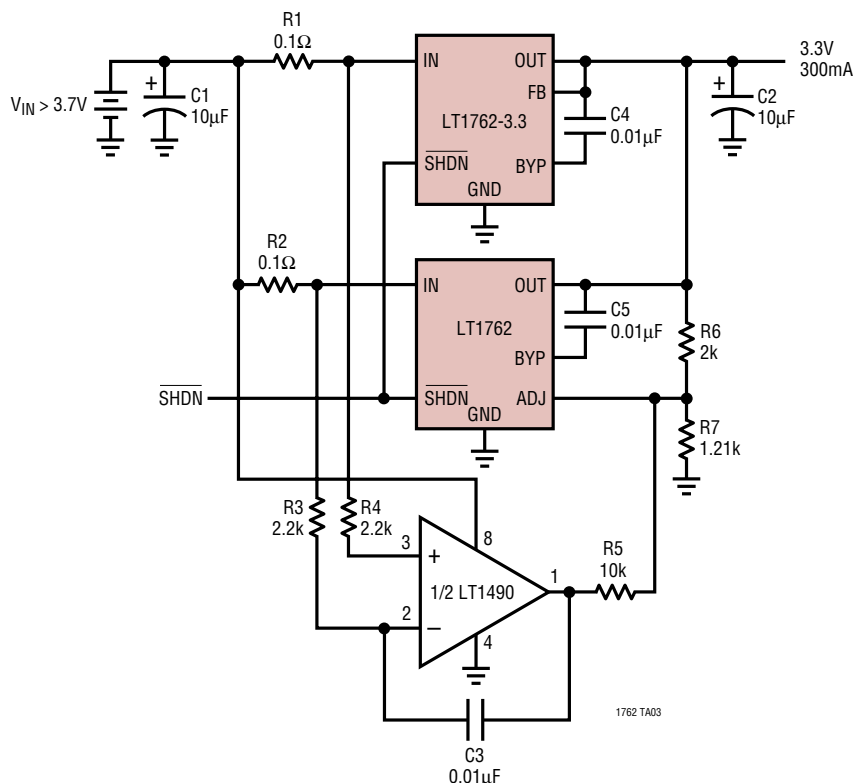 R1
0.1Ω
IN
OUT
3.3V
300mA
VIN > 3.7V
+
C1
10µF
FB
LT1762-3.3
C4
0.01µF
+
C2
10µF
SHDN
BYP
GND
R2
0.1Ω
IN
OUT
LT1762
C5
0.01µF
BYP
R6
2k
SHDN
SHDN
ADJ
GND
R7
1.21k
R3
2.2k
R4
2.2k
3
8
+
1/2 LT1490
1
R5
10k
2
–
4
C3
0.01µF
1762 TA03